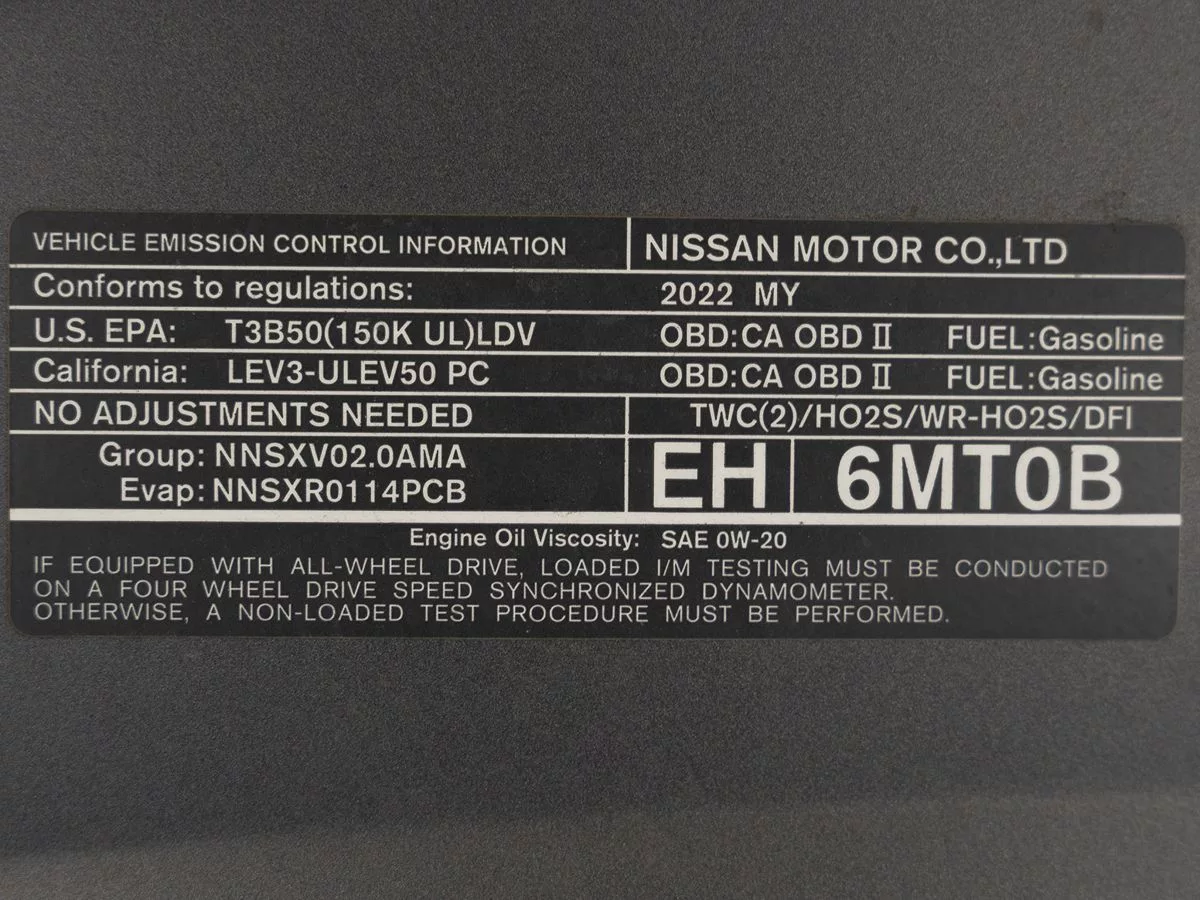 VEHICLE EMISSION CONTROL INFORMATION NISSAN MOTOR CO.,LTD
Conforms to regulations: 2022 MY
U.S. EPA: T3B50(150K UL)LDV OBD:CA OBD II FUEL:Gasoline
California: LEV3-ULEV50 PC OBD:CA OBD II FUEL:Gasoline
NO ADJUSTMENTS NEEDED TWC(2)/HO2S/WR-HO2S/DFI
Group: NNSXV02.0AMA EH 6MT0B
Evap: NNSXR0114PCB
Engine Oil Viscosity: SAE 0W-20
IF EQUIPPED WITH ALL-WHEEL DRIVE, LOADED I/M TESTING MUST BE CONDUCTED
ON A FOUR WHEEL DRIVE SPEED SYNCHRONIZED DYNAMOMETER.
OTHERWISE, A NON-LOADED TEST PROCEDURE MUST BE PERFORMED.